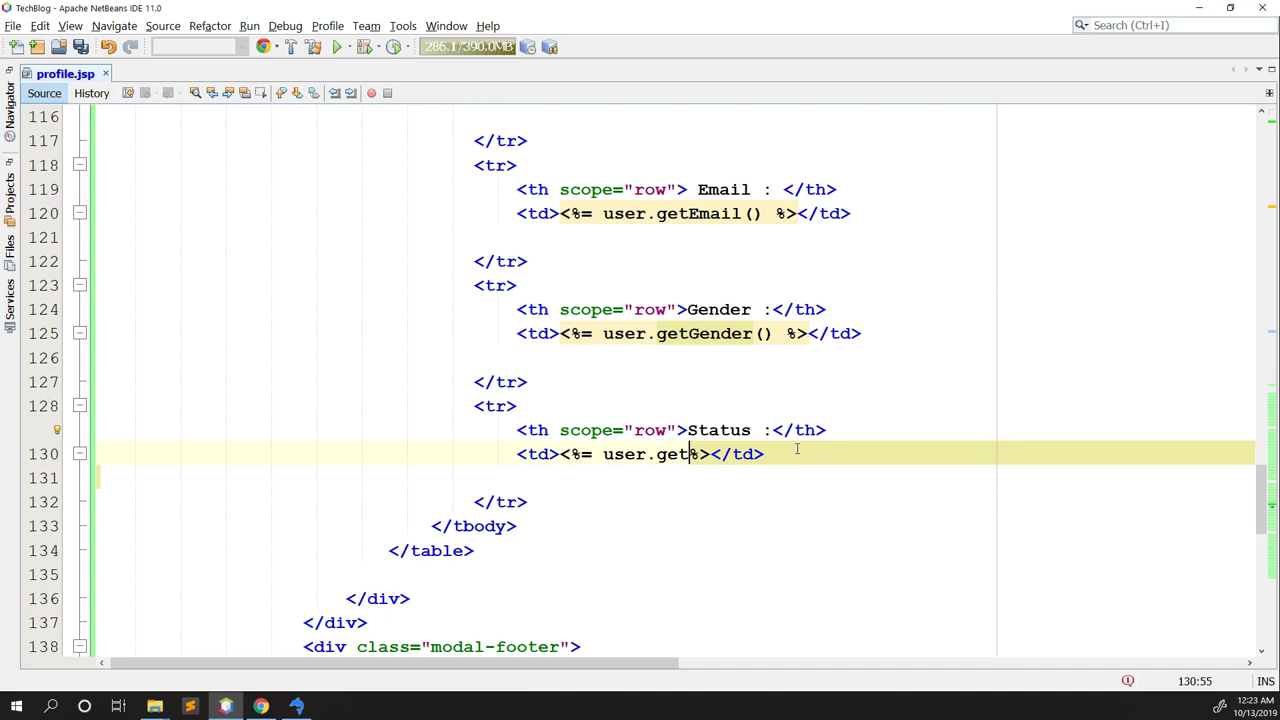 TechBlog - Apache NetBeans IDE 11.0
File Edit View Navigate Source Refactor Run Debug Profile Team Tools Window Help
Search (Ctrl+I)
286.1/390.0MB
profile.jsp
Source History
Navigator
Projects
Files
Services
116
117 </tr>
118 <tr>
119 <th scope="row"> Email : </th>
120 <td><%= user.getEmail() %></td>
121
122 </tr>
123 <tr>
124 <th scope="row">Gender :</th>
125 <td><%= user.getGender() %></td>
126
127 </tr>
128 <tr>
<th scope="row">Status :</th>
130 <td><%= user.get%></td>
131
132 </tr>
133 </tbody>
134 </table>
135
136 </div>
137 </div>
138 <div class="modal-footer">
130:55 INS
12:23 AM
10/13/2019